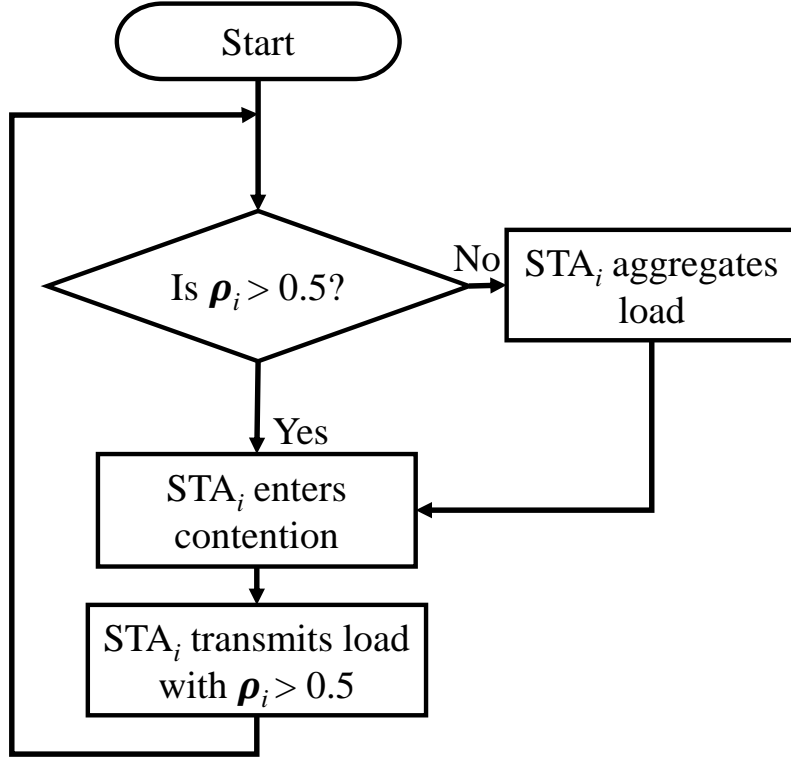 Start
Is ρᵢ > 0.5?
No
STAᵢ aggregates
load
Yes
STAᵢ enters
contention
STAᵢ transmits load
with ρᵢ > 0.5